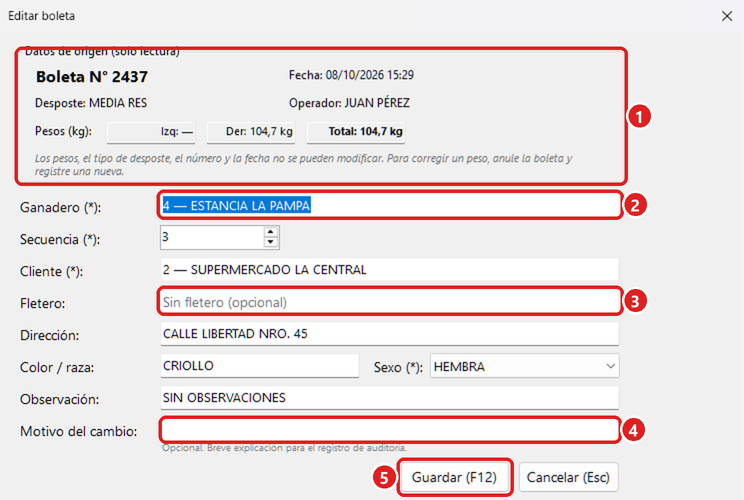 Editar boleta
Datos de origen (solo lectura)
Boleta N° 2437
Fecha: 08/10/2026 15:29
Desposte: MEDIA RES
Operador: JUAN PÉREZ
Pesos (kg):
Izq: —
Der: 104,7 kg
Total: 104,7 kg
1
Los pesos, el tipo de desposte, el número y la fecha no se pueden modificar. Para corregir un peso, anule la boleta y
registre una nueva.
Ganadero (*):
4 — ESTANCIA LA PAMPA
2
Secuencia (*):
3
Cliente (*):
2 — SUPERMERCADO LA CENTRAL
Fletero:
Sin fletero (opcional)
3
Dirección:
CALLE LIBERTAD NRO. 45
Color / raza:
CRIOLLO
Sexo (*):
HEMBRA
Observación:
SIN OBSERVACIONES
Motivo del cambio:
4
Opcional. Breve explicación para el registro de auditoría.
5
Guardar (F12)
Cancelar (Esc)